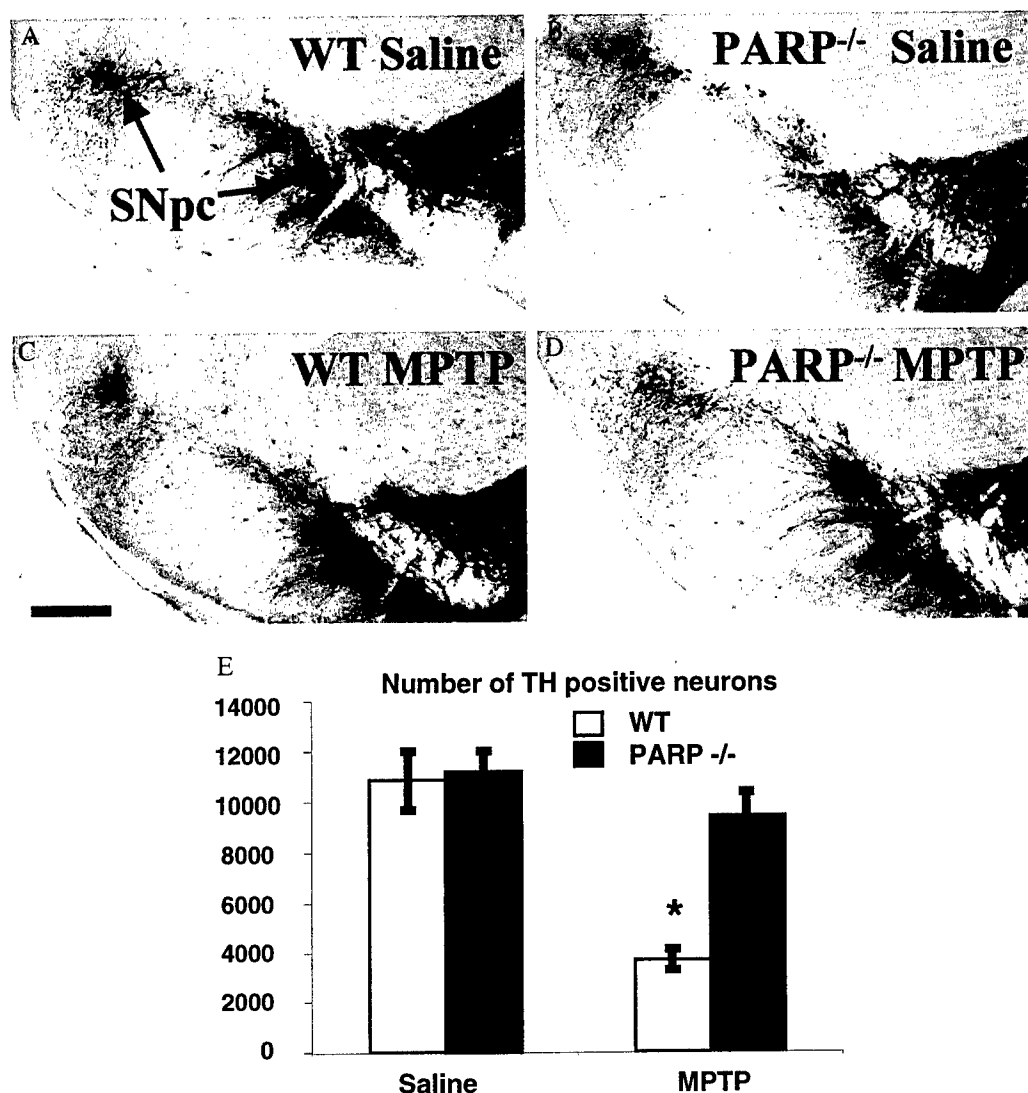 A
WT Saline
SNpc
B
PARP-/- Saline
C
WT MPTP
D
PARP-/- MPTP
E
Number of TH positive neurons
WT
PARP -/-
14000
12000
10000
8000
6000
4000
2000
0
*
Saline
MPTP